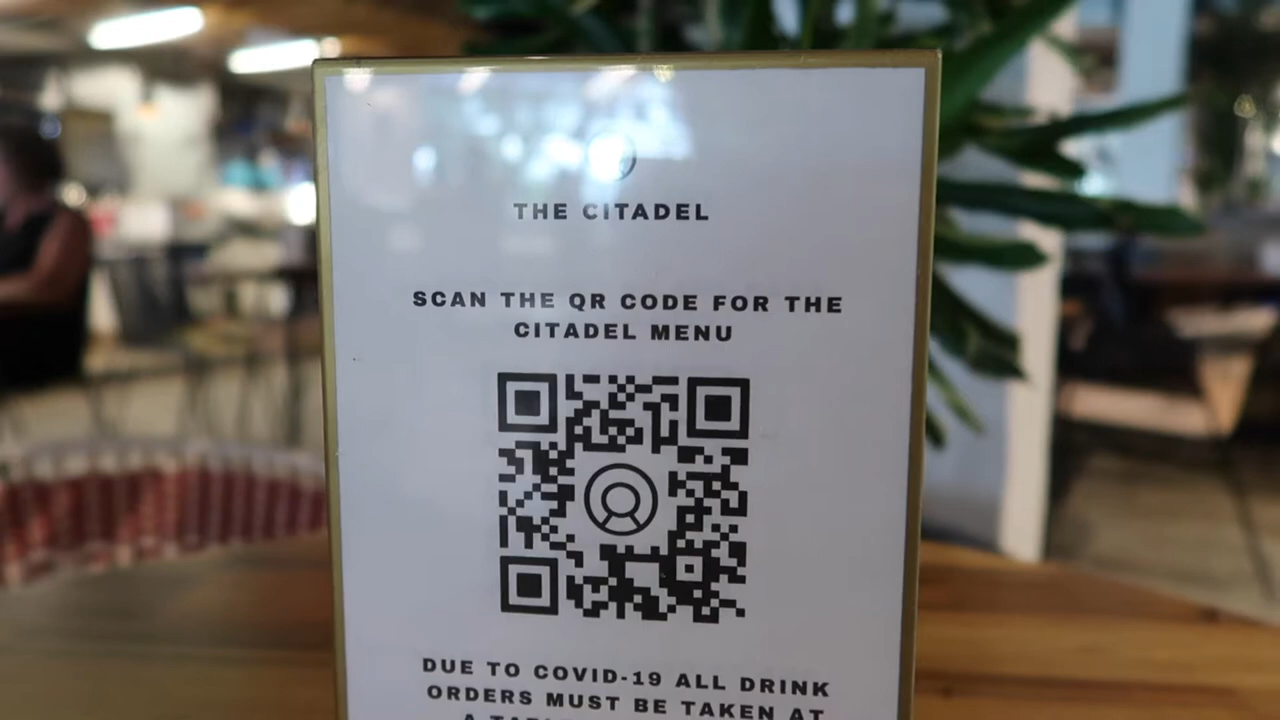 THE CITADEL
SCAN THE QR CODE FOR THE
CITADEL MENU
DUE TO COVID-19 ALL DRINK
ORDERS MUST BE TAKEN AT
A